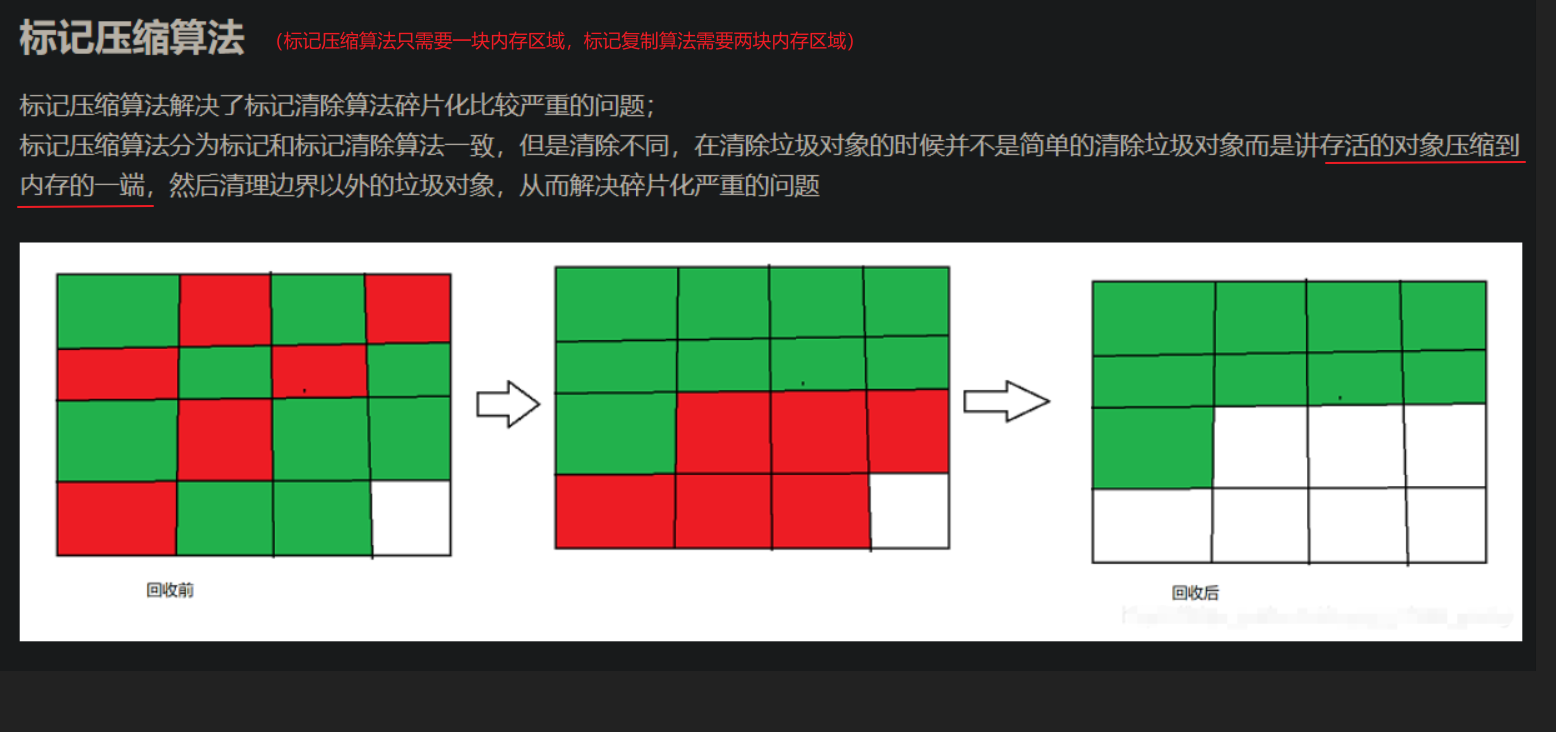 标记压缩算法 (标记压缩算法只需要一块内存区域，标记复制算法需要两块内存区域)
标记压缩算法解决了标记清除算法碎片化比较严重的问题；
标记压缩算法分为标记和标记清除算法一致，但是清除不同，在清除垃圾对象的时候并不是简单的清除垃圾对象而是讲存活的对象压缩到
内存的一端，然后清理边界以外的垃圾对象，从而解决碎片化严重的问题
回收前
回收后